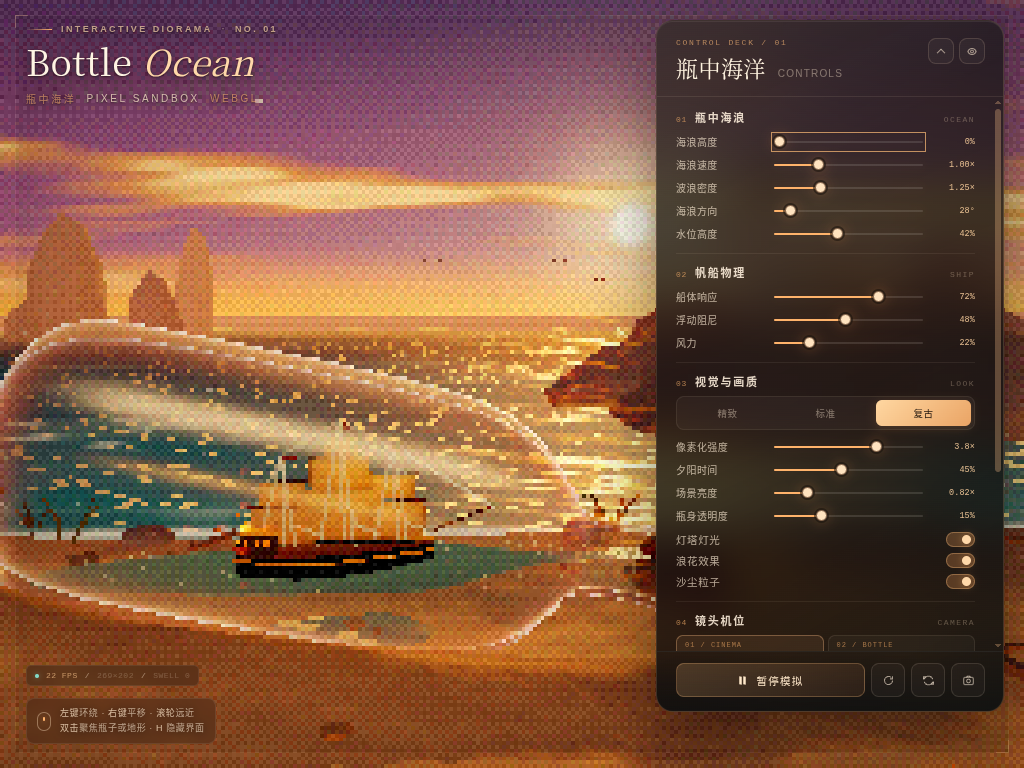 INTERACTIVE DIORAMA · NO. 01
Bottle Ocean
瓶中海洋 PIXEL SANDBOX WEBGL
CONTROL DECK / 01
瓶中海洋 CONTROLS
01 瓶中海浪 OCEAN
海浪高度 0%
海浪速度 1.00×
波浪密度 1.25×
海浪方向 28°
水位高度 42%
02 帆船物理 SHIP
船体响应 72%
浮动阻尼 48%
风力 22%
03 视觉与画质 LOOK
精致 标准 复古
像素化强度 3.8×
夕阳时间 45%
场景亮度 0.82×
瓶身透明度 15%
灯塔灯光
浪花效果
沙尘粒子
04 镜头机位 CAMERA
01 / CINEMA 02 / BOTTLE
暂停模拟
22 FPS / 269×202 / SWELL 0
左键环绕 · 右键平移 · 滚轮远近
双击聚焦瓶子或地形 · H 隐藏界面